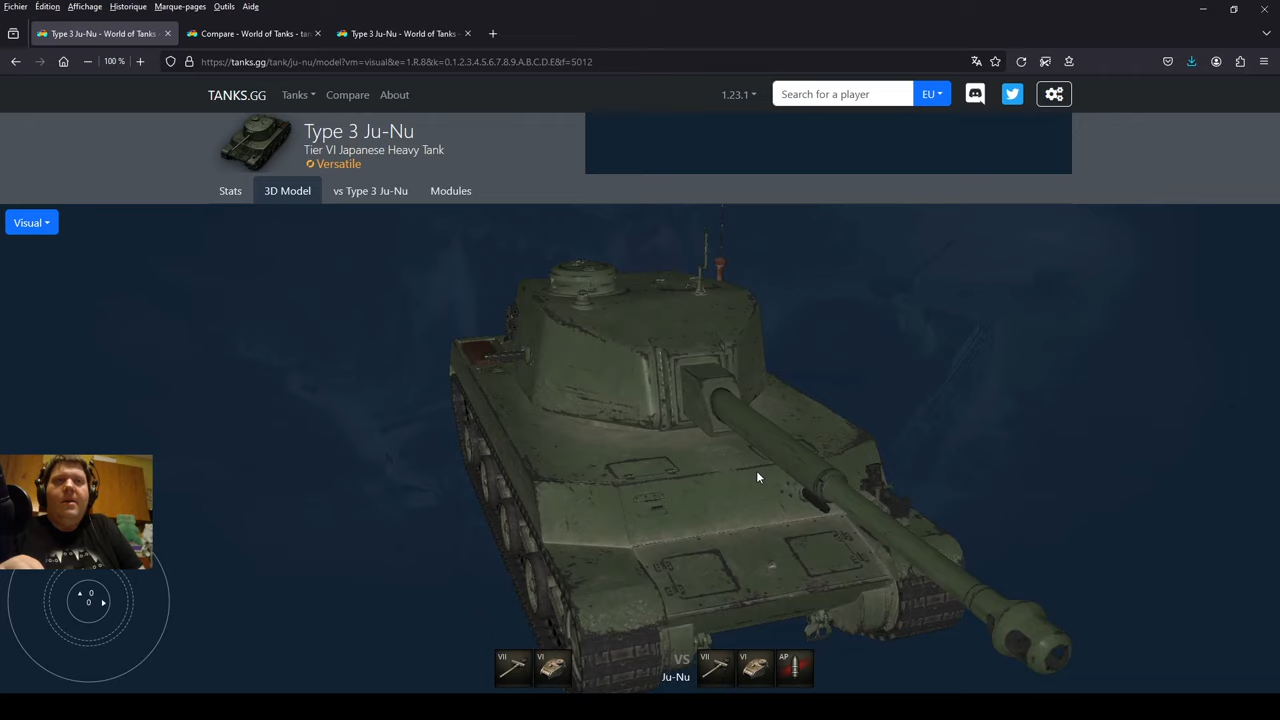 Fichier Édition Affichage Historique Marque-pages Outils Aide
Type 3 Ju-Nu - World of Tanks - Compare - World of Tanks - tan Type 3 Ju-Nu - World of Tanks -
100 % https://tanks.gg/tank/ju-nu/model?vm=visual&e=1.R.8&k=0.1.2.3.4.5.6.7.8.9.A.B.C.D.E&f=5012
TANKS.GG Tanks Compare About 1.23.1 Search for a player EU
Type 3 Ju-Nu
Tier VI Japanese Heavy Tank
Versatile
Stats 3D Model vs Type 3 Ju-Nu Modules
Visual
0
0
VII VI VS VII VI AP
Ju-Nu